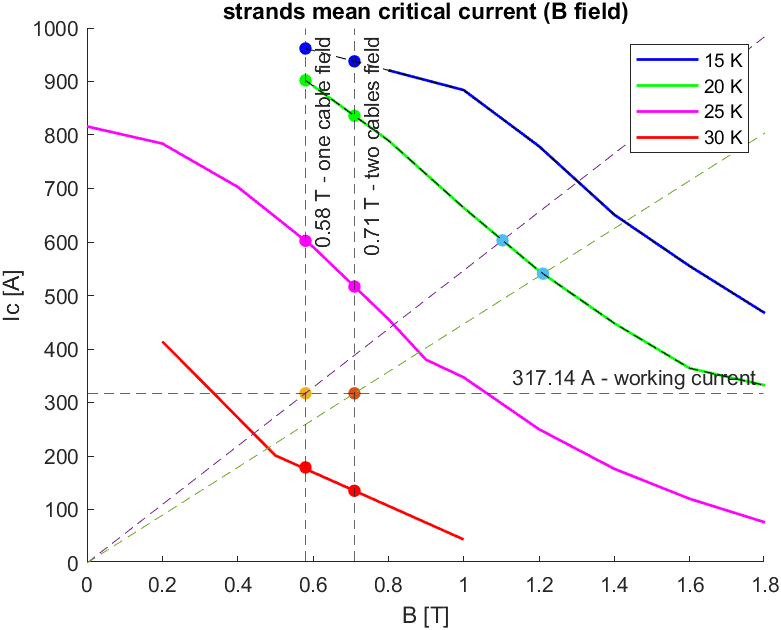 strands mean critical current (B field)
1000
900
800
700
600
500
400
300
200
100
0
Ic [A]
0.58 T - one cable field
0.71 T - two cables field
15 K
20 K
25 K
30 K
317.14 A - working current
0
0.2
0.4
0.6
0.8
1
1.2
1.4
1.6
1.8
B [T]